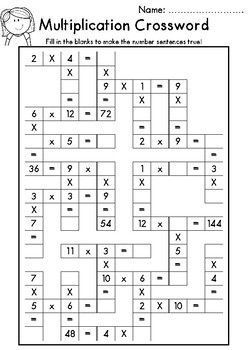 Name:
Multiplication Crossword
Fill in the blanks to make the number sentences true!
2 X 4 =
X X
9 X 1 = 9
X X
6 x 12 = 72
=
x 5 = 2 x =
= = =
36 = 9 x 1 x = 3
X X X
3 x 3 = 9
X X X
7 54 12 x = 144
= = X
11 x 3 = 5
=
7 10 x 6 =
X X X X
5 x 6 = 2 X 10 =
= = = =
48 = 4 X